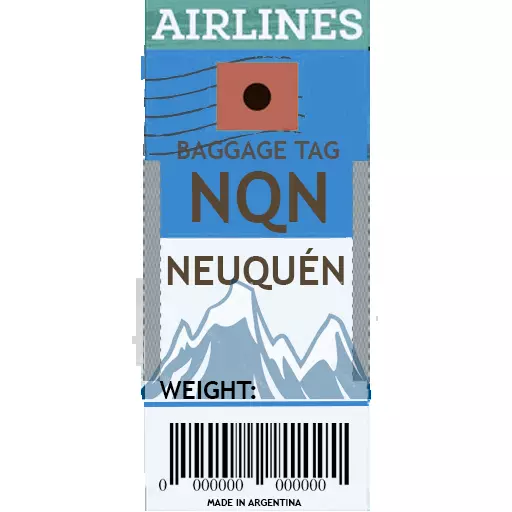 AIRLINES
BAGGAGE TAG
NQN
NEUQUÉN
WEIGHT:
0 000000 000000
MADE IN ARGENTINA